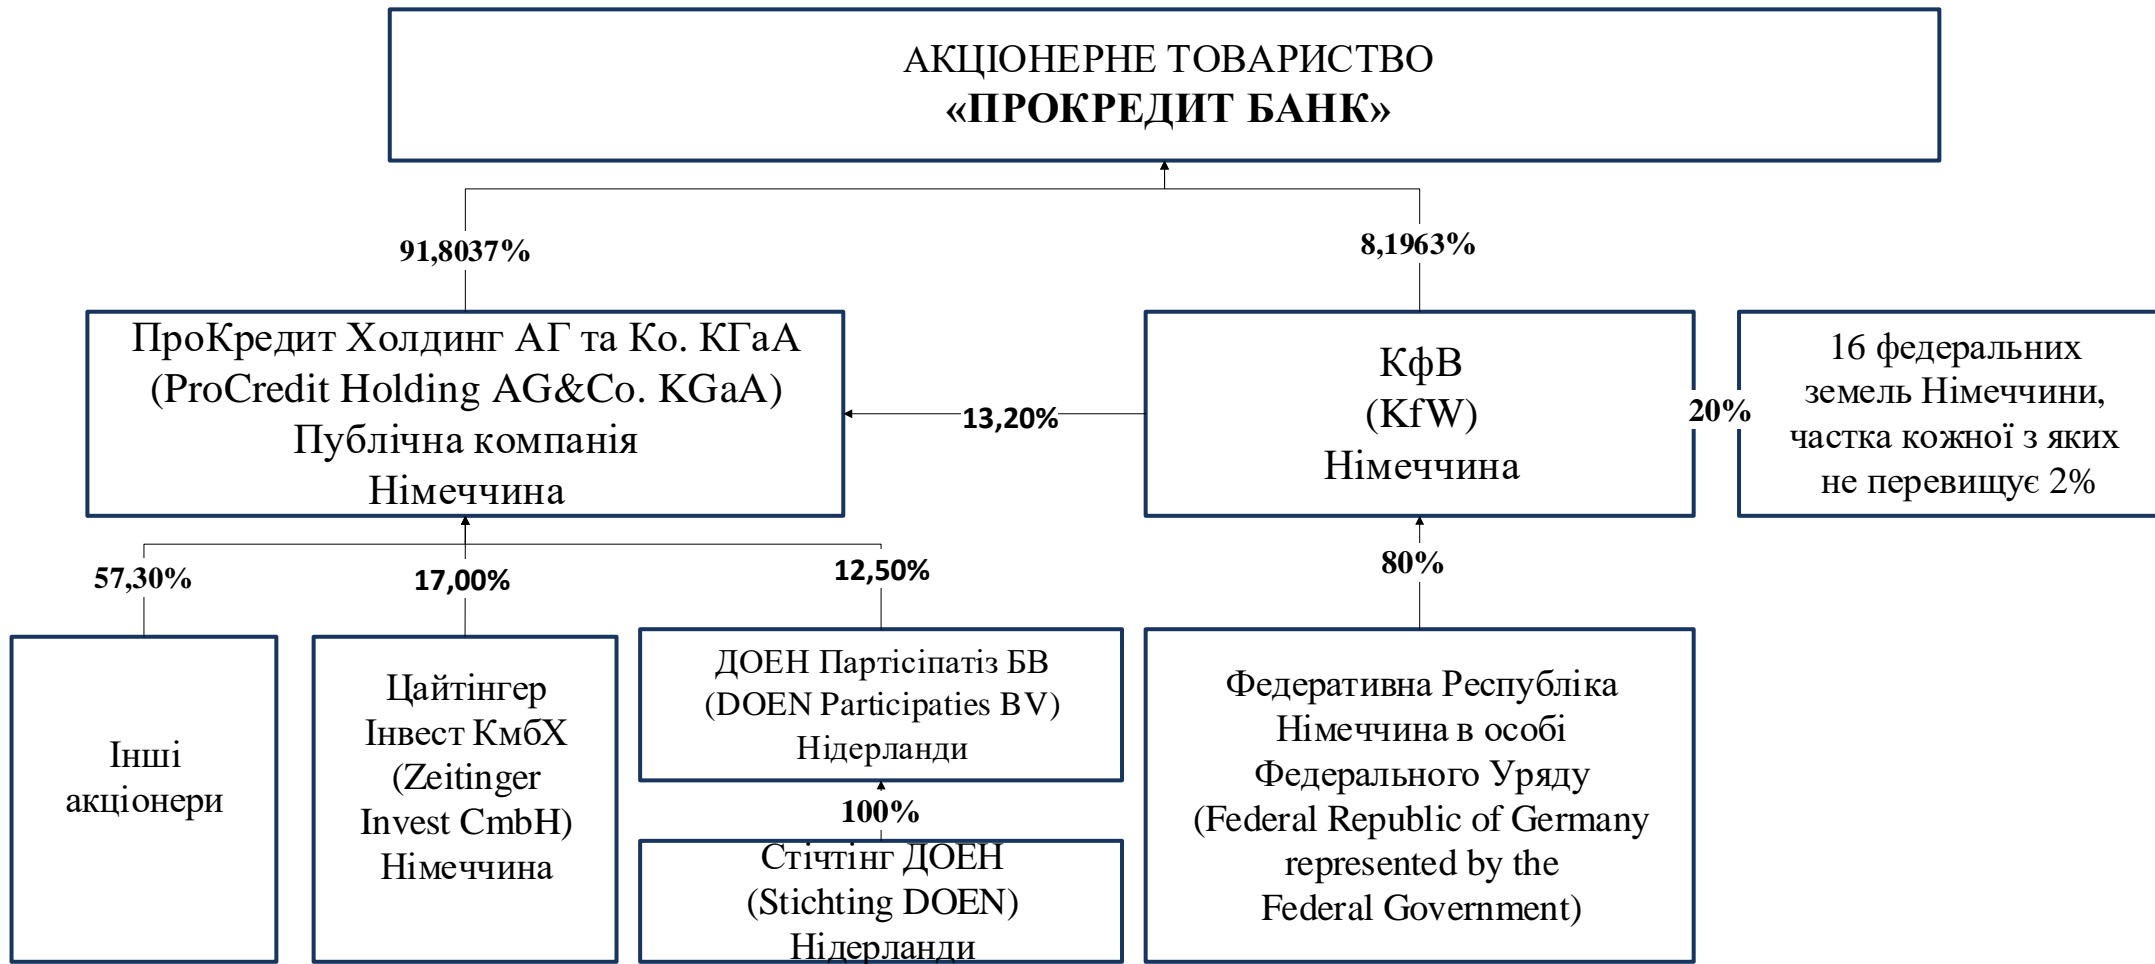 АКЦІОНЕРНЕ ТОВАРИСТВО
«ПРОКРЕДИТ БАНК»
91,8037%
8,1963%
ПроКредит Холдинг АГ та Ко. КГаА
(ProCredit Holding AG&Co. KGaA)
Публічна компанія
Німеччина
13,20%
КфВ
(KfW)
Німеччина
20%
16 федеральних
земель Німеччини,
частка кожної з яких
не перевищує 2%
57,30%
17,00%
12,50%
80%
Інші
акціонери
Цайтінгер
Інвест КмбХ
(Zeitinger
Invest CmbH)
Німеччина
ДОЕН Партісіпатіз БВ
(DOEN Participaties BV)
Нідерланди
100%
Стічтінг ДОЕН
(Stichting DOEN)
Нідерланди
Федеративна Республіка
Німеччина в особі
Федерального Уряду
(Federal Republic of Germany
represented by the
Federal Government)